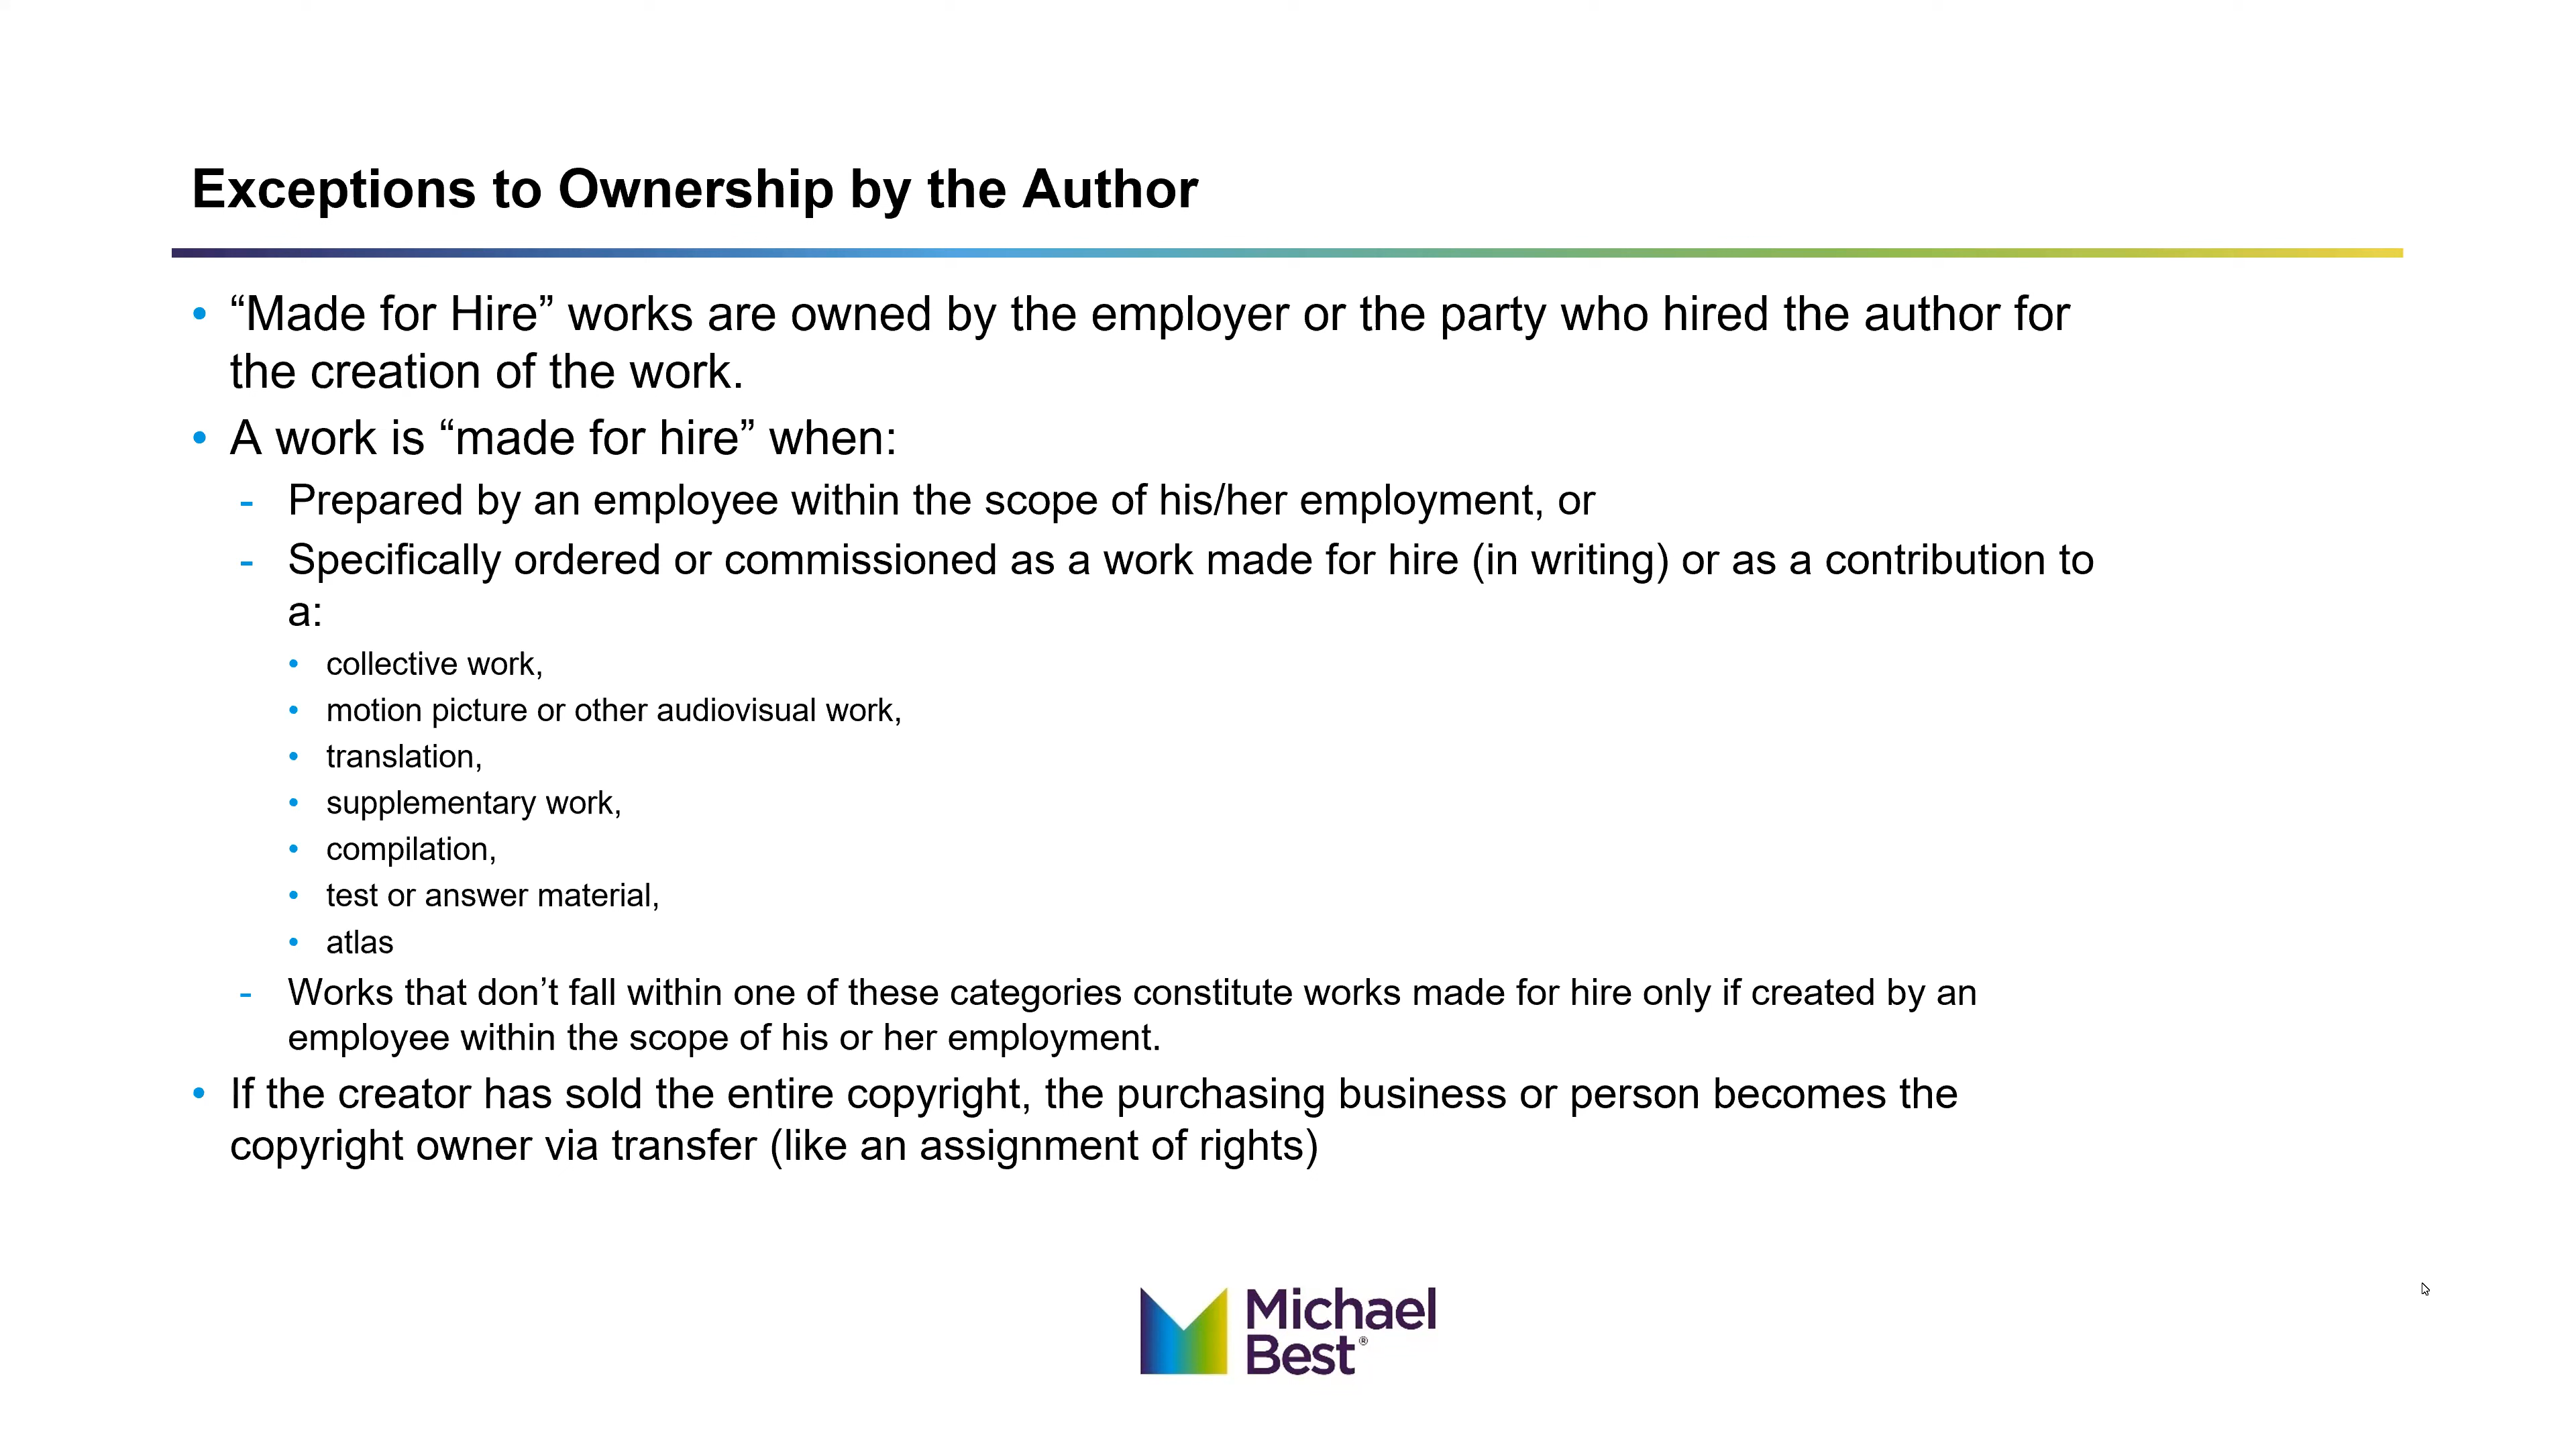 Exceptions to Ownership by the Author
• “Made for Hire” works are owned by the employer or the party who hired the author for
the creation of the work.
• A work is “made for hire” when:
- Prepared by an employee within the scope of his/her employment, or
- Specifically ordered or commissioned as a work made for hire (in writing) or as a contribution to
a:
• collective work,
• motion picture or other audiovisual work,
• translation,
• supplementary work,
• compilation,
• test or answer material,
• atlas
- Works that don’t fall within one of these categories constitute works made for hire only if created by an
employee within the scope of his or her employment.
• If the creator has sold the entire copyright, the purchasing business or person becomes the
copyright owner via transfer (like an assignment of rights)
Michael
Best®